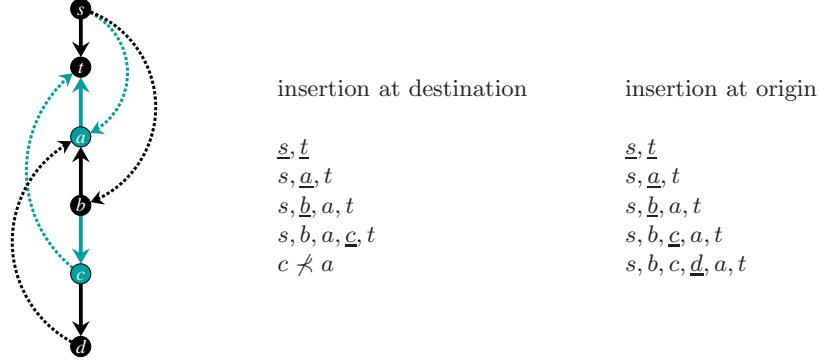 s
t
a
b
c
d
insertion at destination
s, t
s, a, t
s, b, a, t
s, b, a, c, t
c ⊀ a
insertion at origin
s, t
s, a, t
s, b, a, t
s, b, c, a, t
s, b, c, d, a, t